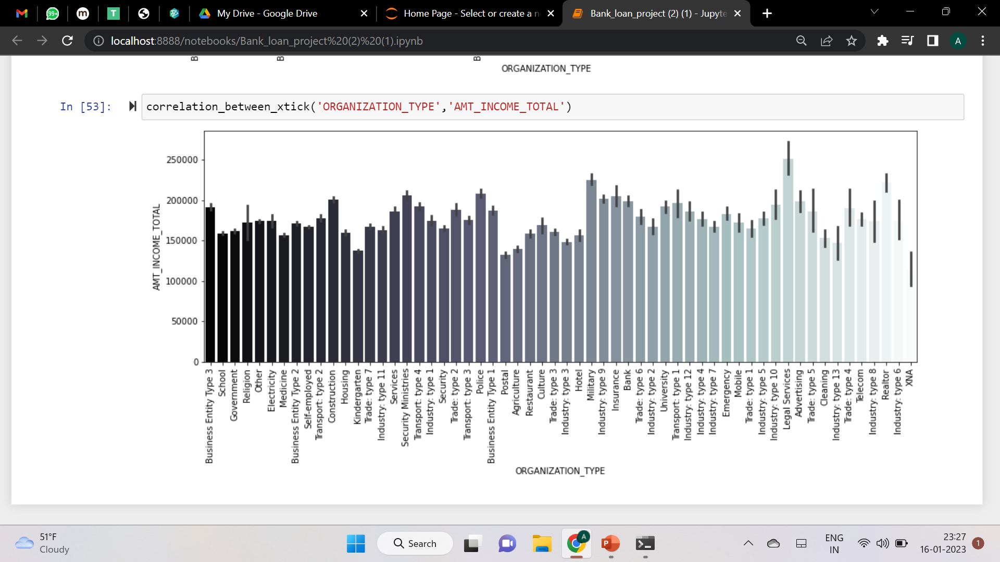 99+
m
T
My Drive - Google Drive
Home Page - Select or create a n
Bank_loan_project (2) (1) - Jupyte
localhost:8888/notebooks/Bank_loan_project%20(2)%20(1).ipynb
A
B B B
ORGANIZATION_TYPE
In [53]: correlation_between_xtick('ORGANIZATION_TYPE','AMT_INCOME_TOTAL')
AMT_INCOME_TOTAL
250000
200000
150000
100000
50000
0
Business Entity Type 3
School
Government
Religion
Other
Electricity
Medicine
Business Entity Type 2
Self-employed
Transport: type 2
Construction
Housing
Kindergarten
Trade: type 7
Industry: type 11
Services
Security Ministries
Transport: type 4
Industry: type 1
Security
Trade: type 2
Transport: type 3
Police
Business Entity Type 1
Postal
Agriculture
Restaurant
Culture
Trade: type 3
Industry: type 3
Hotel
Military
Industry: type 9
Insurance
Bank
Trade: type 6
Industry: type 2
University
Transport: type 1
Industry: type 12
Industry: type 4
Industry: type 7
Emergency
Mobile
Trade: type 1
Industry: type 5
Industry: type 10
Legal Services
Advertising
Trade: type 5
Cleaning
Industry: type 13
Trade: type 4
Telecom
Industry: type 8
Realtor
Industry: type 6
XNA
ORGANIZATION_TYPE
51°F
Cloudy
Search
A
P
ENG
IN
23:27
16-01-2023
1